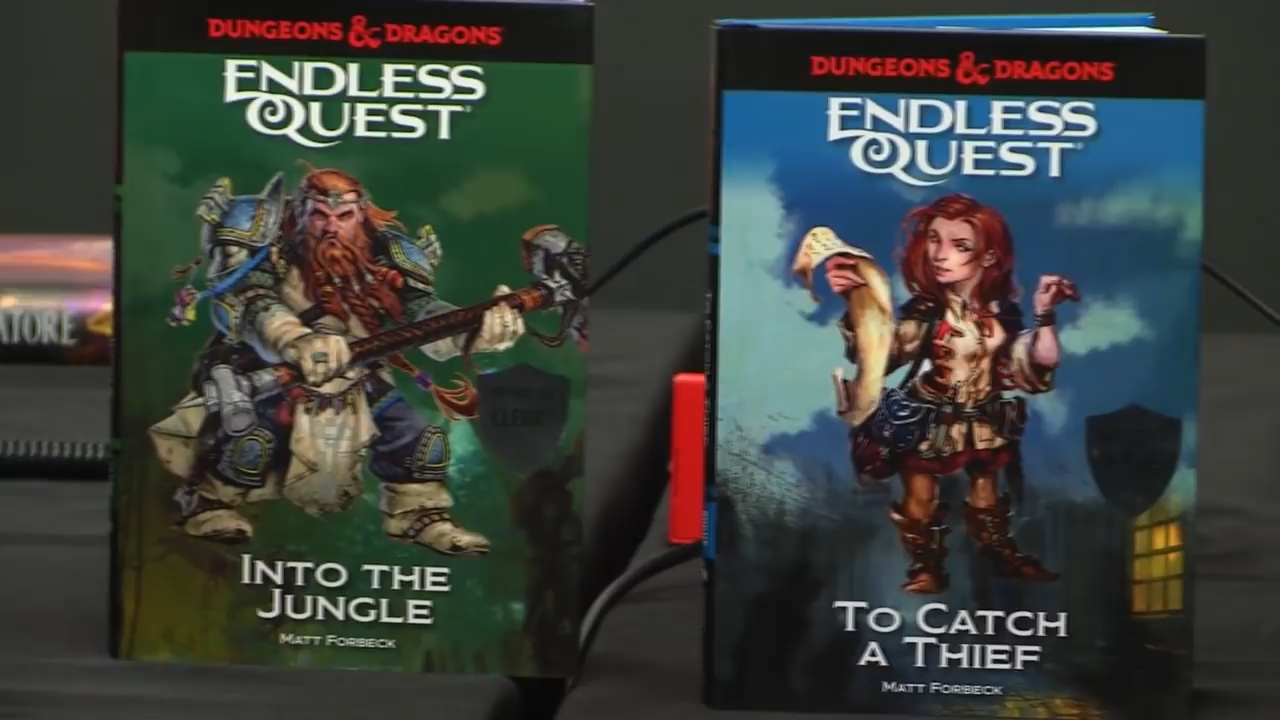 DUNGEONS & DRAGONS
ENDLESS
QUEST
CLERIC
INTO THE
JUNGLE
MATT FORBECK
DUNGEONS & DRAGONS
ENDLESS
QUEST
TO CATCH
A THIEF
MATT FORBECK
ATORE